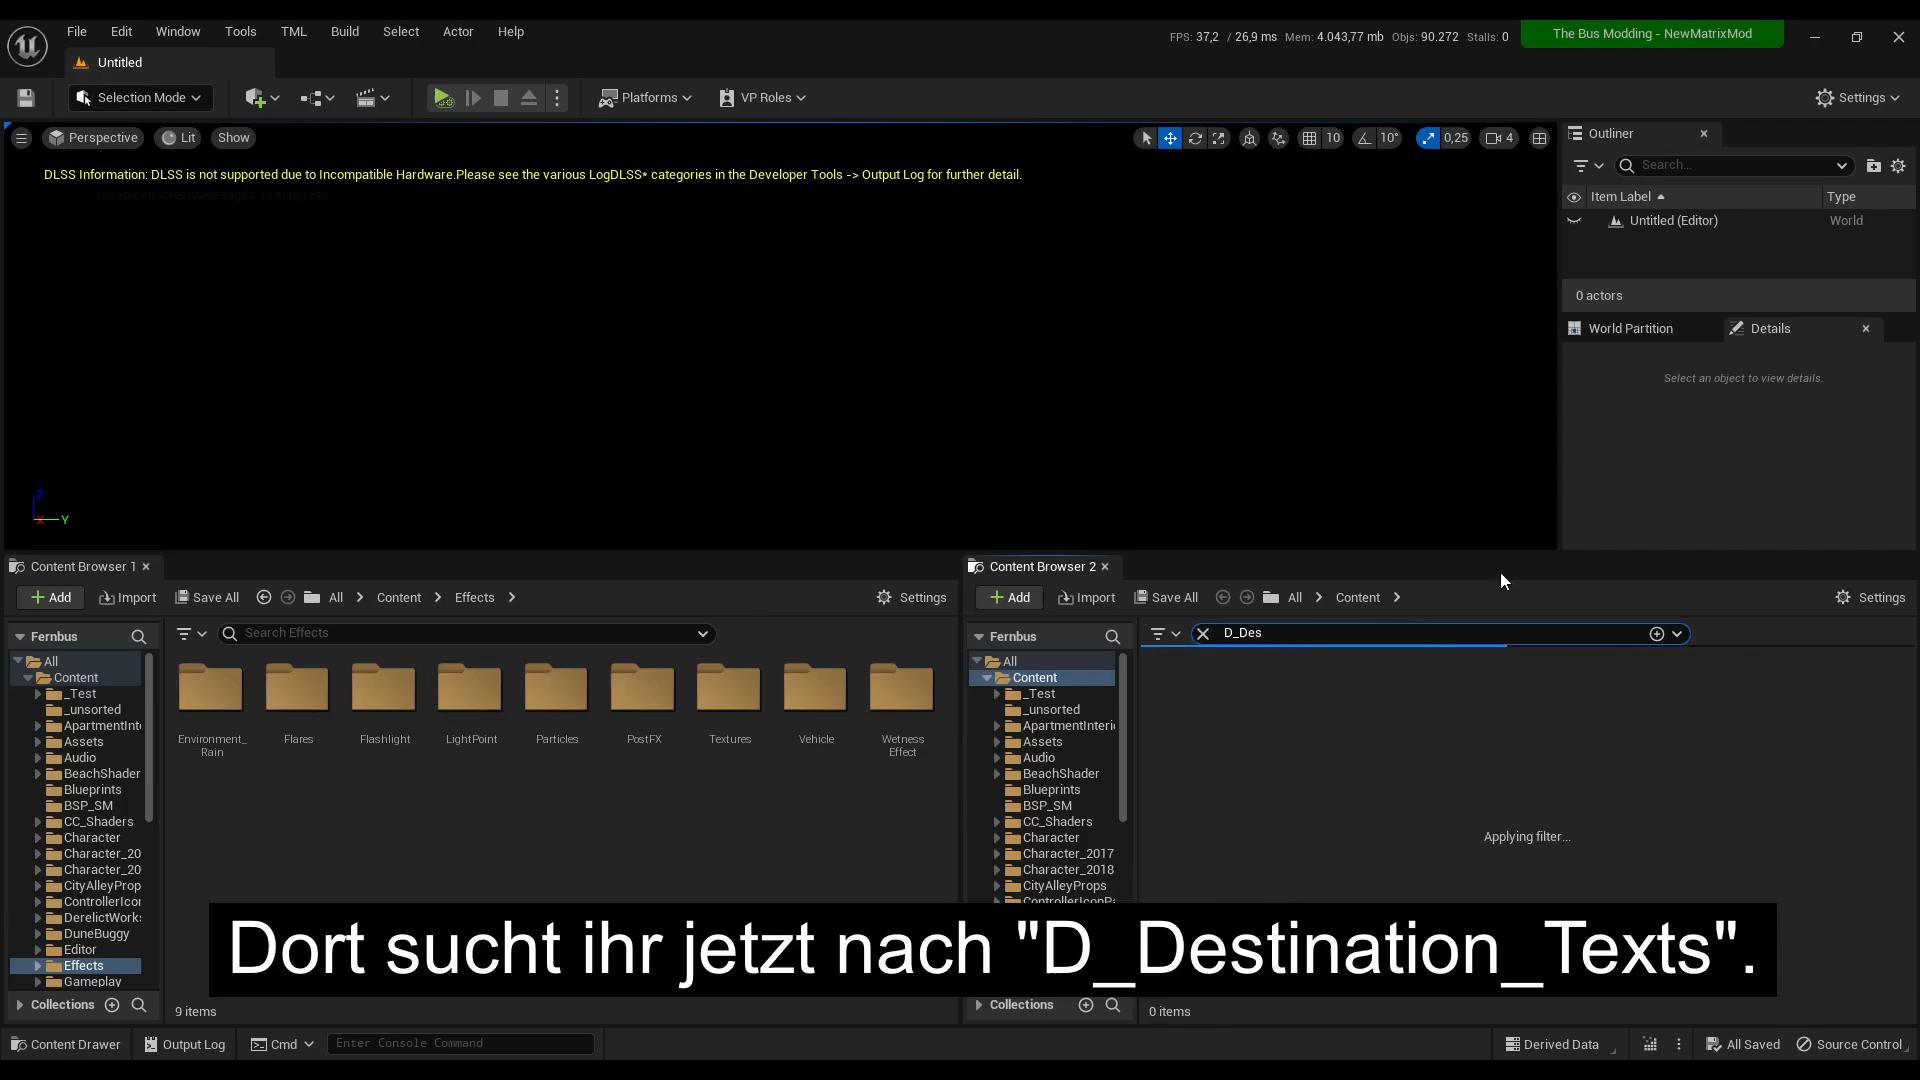 File Edit Window Tools TML Build Select Actor Help
FPS: 37,2 / 26,9 ms Mem: 4.043,77 mb Objs: 90.272 Stalls: 0
The Bus Modding - NewMatrixMod
Untitled
Selection Mode
Platforms
VP Roles
Settings
Perspective
Lit
Show
10
10°
0,25
4
DLSS Information: DLSS is not supported due to Incompatible Hardware.Please see the various LogDLSS* categories in the Developer Tools -> Output Log for further detail.
Z
X
Y
Outliner
Search...
Item Label
Type
Untitled (Editor)
World
0 actors
World Partition
Details
Select an object to view details.
Content Browser 1
Add
Import
Save All
All
Content
Effects
Settings
Fernbus
Search Effects
All
Content
_Test
_unsorted
ApartmentInte
Assets
Audio
BeachShader
Blueprints
BSP_SM
CC_Shaders
Character
Character_20
Character_20
CityAlleyProp
ControllerIcon
DerelictWorks
DuneBuggy
Editor
Effects
Gameplay
Collections
Environment_
Rain
Flares
Flashlight
LightPoint
Particles
PostFX
Textures
Vehicle
Wetness
Effect
9 items
Content Browser 2
Add
Import
Save All
All
Content
Settings
Fernbus
D_Des
All
Content
_Test
_unsorted
ApartmentInteri
Assets
Audio
BeachShader
Blueprints
BSP_SM
CC_Shaders
Character
Character_2017
Character_2018
CityAlleyProps
Collections
Applying filter...
0 items
Dort sucht ihr jetzt nach "D_Destination_Texts".
Content Drawer
Output Log
Cmd
Enter Console Command
Derived Data
All Saved
Source Control